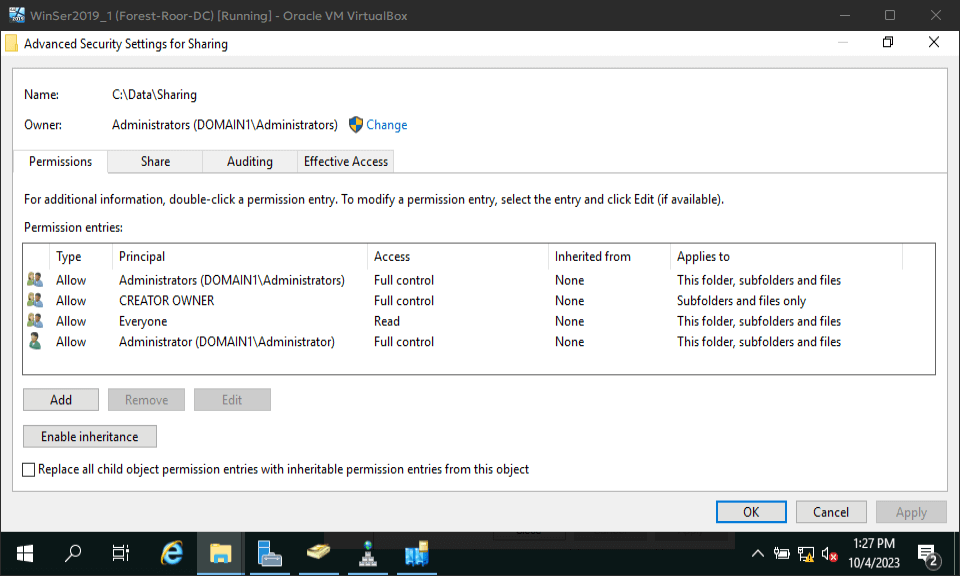 WinSer2019_1 (Forest-Roor-DC) [Running] - Oracle VM VirtualBox
Advanced Security Settings for Sharing
Name: C:\Data\Sharing
Owner: Administrators (DOMAIN1\Administrators) Change
Permissions Share Auditing Effective Access
For additional information, double-click a permission entry. To modify a permission entry, select the entry and click Edit (if available).
Permission entries:
Type Principal Access Inherited from Applies to
Allow Administrators (DOMAIN1\Administrators) Full control None This folder, subfolders and files
Allow CREATOR OWNER Full control None Subfolders and files only
Allow Everyone Read None This folder, subfolders and files
Allow Administrator (DOMAIN1\Administrator) Full control None This folder, subfolders and files
Add Remove Edit
Enable inheritance
Replace all child object permission entries with inheritable permission entries from this object
OK Cancel Apply
1:27 PM
10/4/2023
2